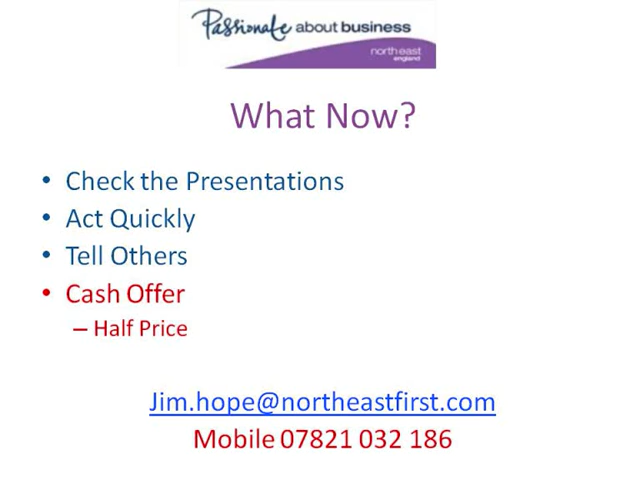 Passionate about business
north east
england
What Now?
• Check the Presentations
• Act Quickly
• Tell Others
• Cash Offer
– Half Price
Jim.hope@northeastfirst.com
Mobile 07821 032 186